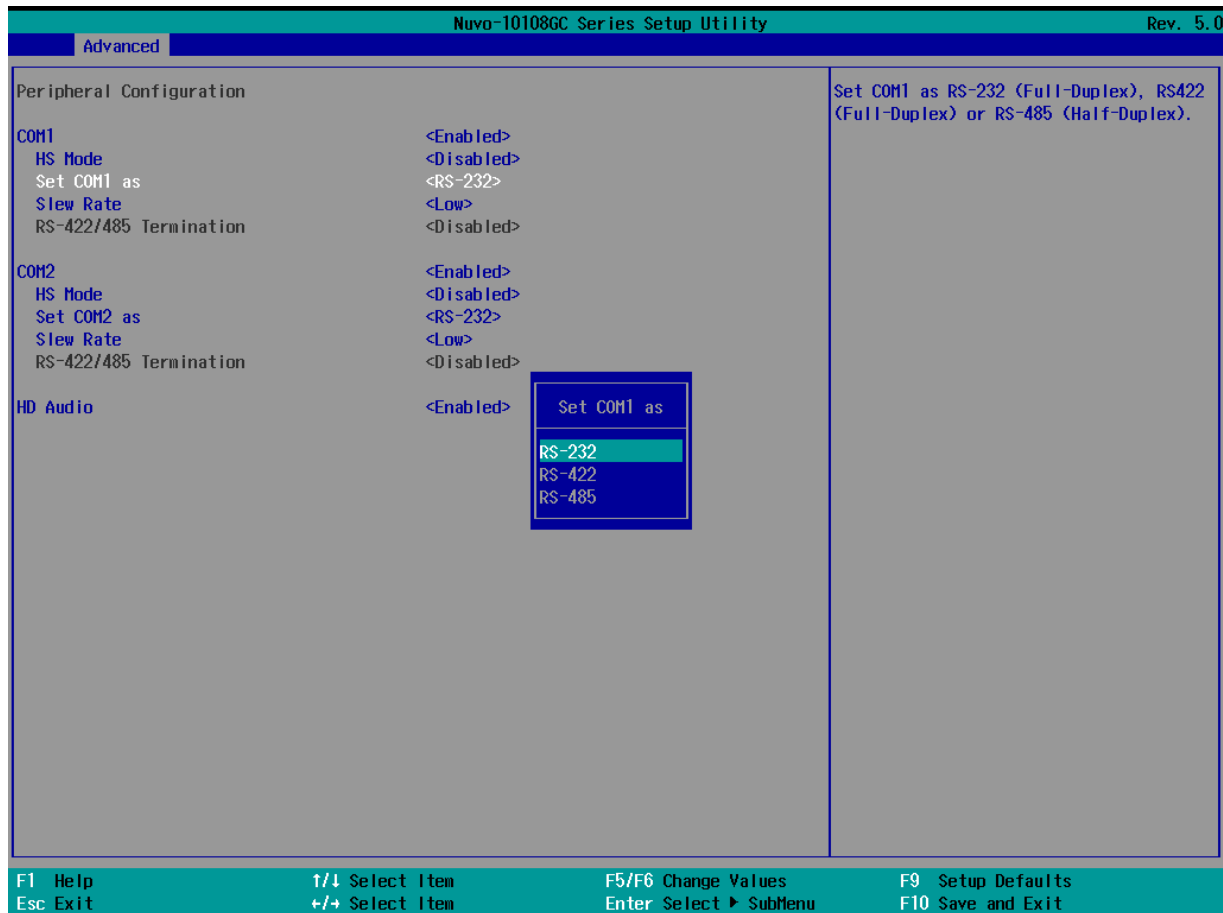 Nuvo-10108GC Series Setup Utility Rev. 5.0
Advanced
Peripheral Configuration
COM1 <Enabled>
HS Mode <Disabled>
Set COM1 as <RS-232>
Slew Rate <Low>
RS-422/485 Termination <Disabled>
COM2 <Enabled>
HS Mode <Disabled>
Set COM2 as <RS-232>
Slew Rate <Low>
RS-422/485 Termination <Disabled>
HD Audio <Enabled>
Set COM1 as
RS-232
RS-422
RS-485
Set COM1 as RS-232 (Full-Duplex), RS422
(Full-Duplex) or RS-485 (Half-Duplex).
F1 Help ↑/↓ Select Item F5/F6 Change Values F9 Setup Defaults
Esc Exit ←/→ Select Item Enter Select ▶ SubMenu F10 Save and Exit